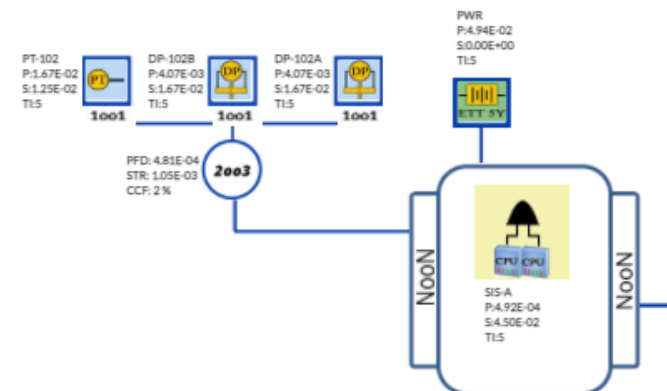 PWR
P:4.94E-02
S:0.00E+00
TI:5
ETT 5Y
PT-102
P:1.67E-02
S:1.25E-02
TI:5
PT
1oo1
DP-102B
P:4.07E-03
S:1.67E-02
TI:5
DP
1oo1
DP-102A
P:4.07E-03
S:1.67E-02
TI:5
DP
1oo1
PFD: 4.81E-04
STR: 1.05E-03
CCF: 2 %
2oo3
NooN
CPU CPU
SIS-A
P:4.92E-04
S:4.50E-02
TI:5
NooN